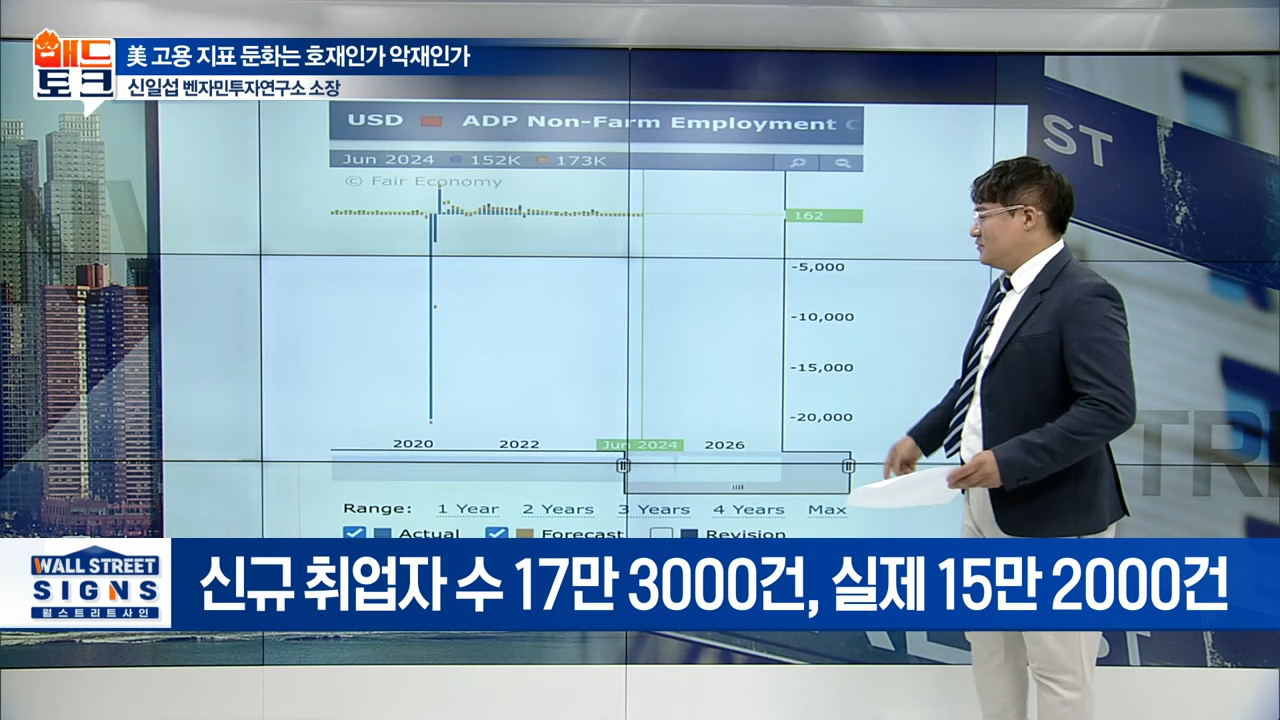 매드
토크
美 고용 지표 둔화는 호재인가 악재인가
신일섭 벤자민투자연구소 소장
USD ADP Non-Farm Employment
Jun 2024 152K 173K
© Fair Economy
162
-5,000
-10,000
-15,000
-20,000
2020 2022 Jun 2024 2026
Range: 1 Year 2 Years 3 Years 4 Years Max
Actual Forecast Revision
ST
WALL STREET
SIGNS
월스트리트사인
신규 취업자 수 17만 3000건, 실제 15만 2000건